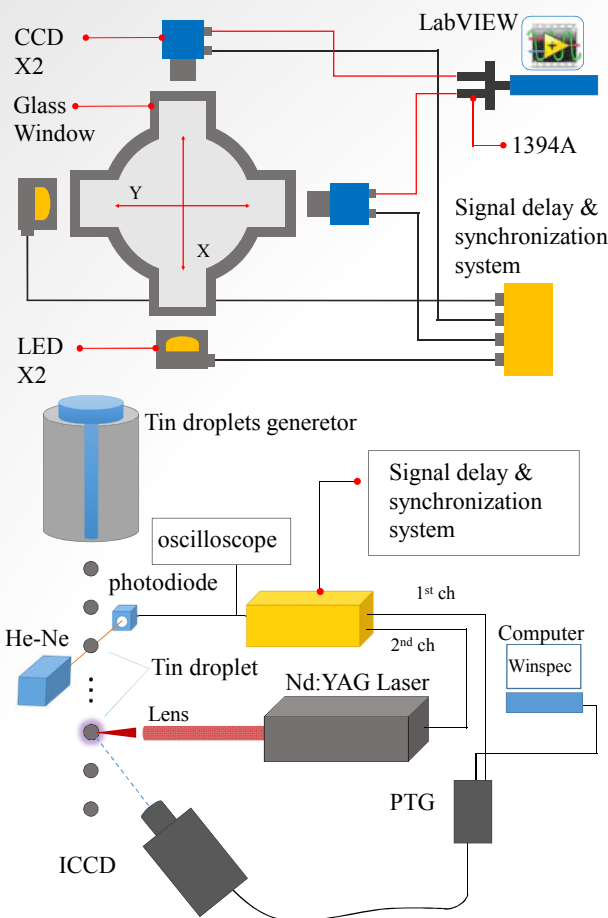 CCD
X2
LabVIEW
Glass
Window
1394A
Y
X
Signal delay &
synchronization
system
LED
X2
Tin droplets generetor
Signal delay &
synchronization
system
oscilloscope
photodiode
1st ch
He-Ne
2nd ch
Computer
Winspec
Tin droplet
Nd:YAG Laser
Lens
PTG
ICCD